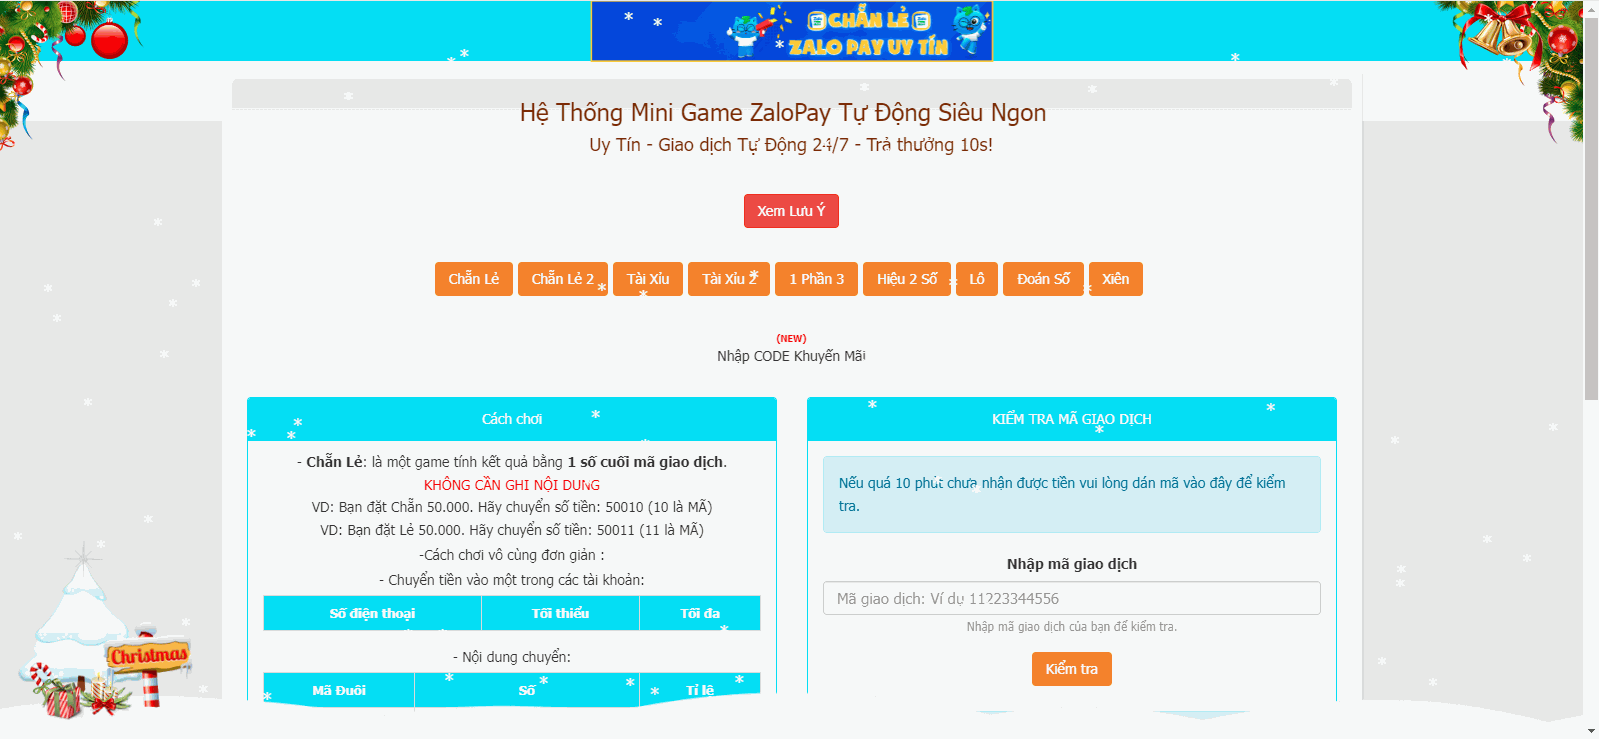 CHẴN LẺ
ZALO PAY UY TÍN
Hệ Thống Mini Game ZaloPay Tự Động Siêu Ngon
Uy Tín - Giao dịch Tự Động 24/7 - Trả thưởng 10s!
Xem Lưu Ý
Chẵn Lẻ
Chẵn Lẻ 2
Tài Xỉu
Tài Xỉu 2
1 Phần 3
Hiệu 2 Số
Lô
Đoán Số
Xiên
(NEW)
Nhập CODE Khuyến Mãi
Cách chơi
- Chẵn Lẻ: là một game tính kết quả bằng 1 số cuối mã giao dịch.
KHÔNG CẦN GHI NỘI DUNG
VD: Bạn đặt Chẵn 50.000. Hãy chuyển số tiền: 50010 (10 là MÃ)
VD: Bạn đặt Lẻ 50.000. Hãy chuyển số tiền: 50011 (11 là MÃ)
-Cách chơi vô cùng đơn giản :
- Chuyển tiền vào một trong các tài khoản:
Số điện thoại Tối thiểu Tối đa
- Nội dung chuyển:
Mã Đuôi Số Tỉ lệ
KIỂM TRA MÃ GIAO DỊCH
Nếu quá 10 phút chưa nhận được tiền vui lòng dán mã vào đây để kiểm
tra.
Nhập mã giao dịch
Mã giao dịch: Ví dụ 11223344556
Nhập mã giao dịch của bạn để kiểm tra.
Kiểm tra
Christmas